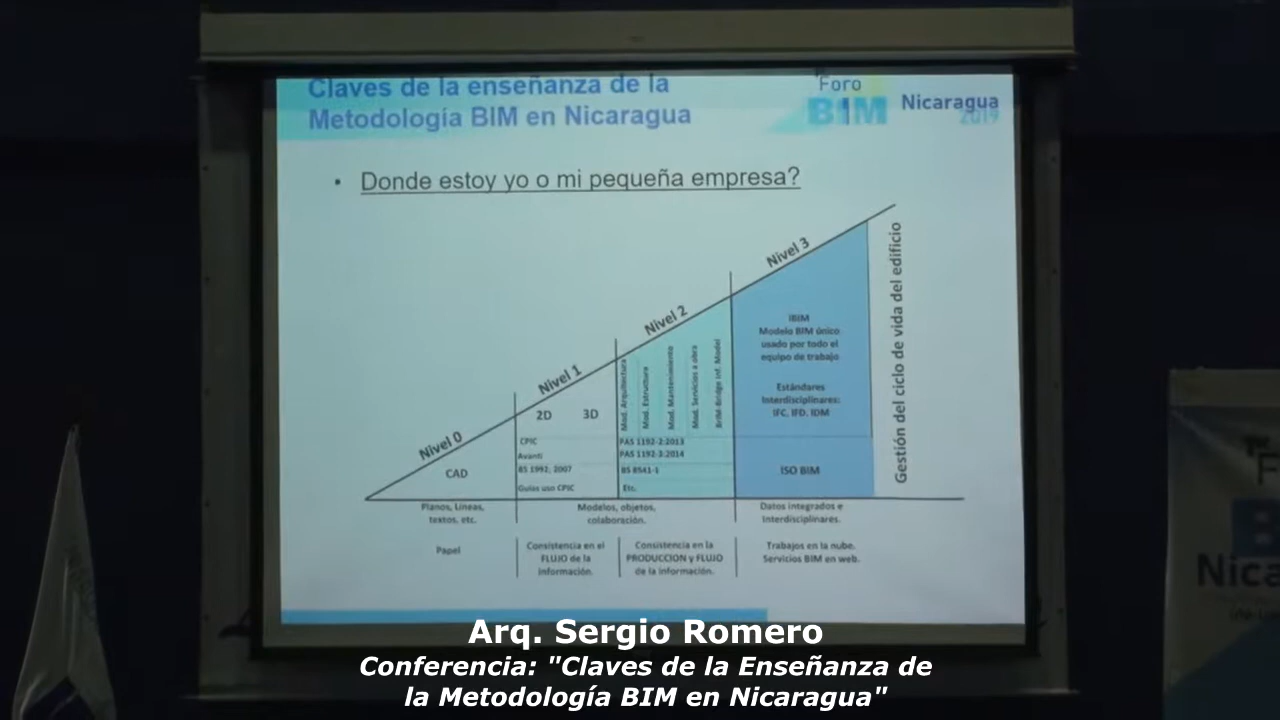 Claves de la enseñanza de la
Metodología BIM en Nicaragua
Foro
BIM
Nicaragua
2019
• Donde estoy yo o mi pequeña empresa?
Nivel 0
Nivel 1
Nivel 2
Nivel 3
CAD
2D
3D
CPIC
Avanti
BS 1992, 2007
Guias uso CPIC
Mod. Arquitectura
Mod. Estructura
Mod. Mantenimiento
Mod. Servicios a obra
BRIM-Bridge Inf. Model
PAS 1192-2:2013
PAS 1192-3:2014
BS 8541-1
Etc.
IBIM
Modelo BIM único
usado por todo el
equipo de trabajo
Estándares
Interdisciplinares:
IFC, IFD, IDM
ISO BIM
Gestión del ciclo de vida del edificio
Planos, Lineas,
textos, etc.
Modelos, objetos,
colaboración.
Datos integrados e
Interdisciplinares.
Papel
Consistencia en el
FLUJO de la
información.
Consistencia en la
PRODUCCION y FLUJO
de la información.
Trabajos en la nube.
Servicios BIM en web.
Arq. Sergio Romero
Conferencia: "Claves de la Enseñanza de
la Metodología BIM en Nicaragua"